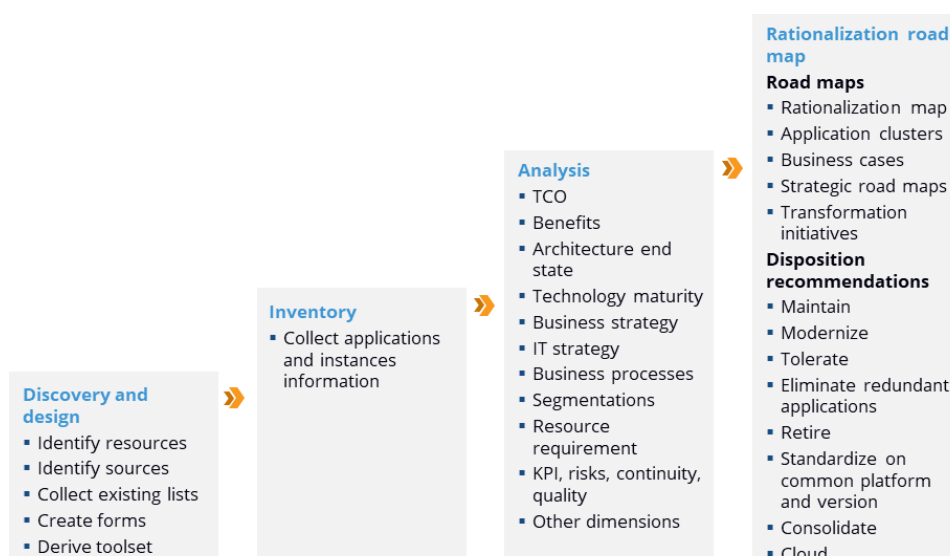 Discovery and
design
▪ Identify resources
▪ Identify sources
▪ Collect existing lists
▪ Create forms
▪ Derive toolset
Inventory
▪ Collect applications
and instances
information
Analysis
▪ TCO
▪ Benefits
▪ Architecture end
state
▪ Technology maturity
▪ Business strategy
▪ IT strategy
▪ Business processes
▪ Segmentations
▪ Resource
requirement
▪ KPI, risks, continuity,
quality
▪ Other dimensions
Rationalization road
map
Road maps
▪ Rationalization map
▪ Application clusters
▪ Business cases
▪ Strategic road maps
▪ Transformation
initiatives
Disposition
recommendations
▪ Maintain
▪ Modernize
▪ Tolerate
▪ Eliminate redundant
applications
▪ Retire
▪ Standardize on
common platform
and version
▪ Consolidate
▪ Cloud